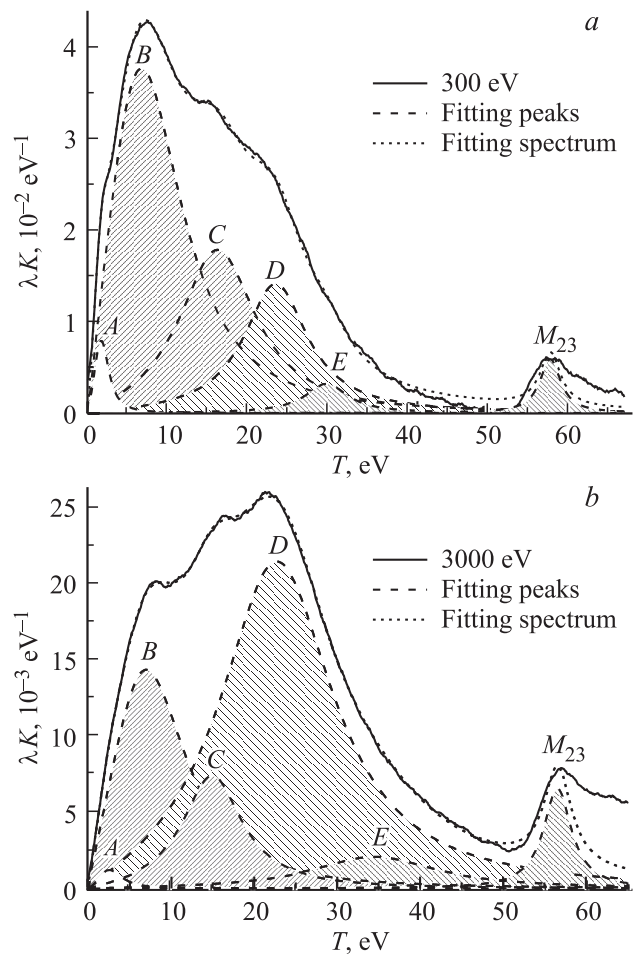 a
4
3
2
1
0
λK, 10⁻² eV⁻¹
300 eV
Fitting peaks
Fitting spectrum
A
B
C
D
E
M₂₃
0 10 20 30 40 50 60
T, eV
b
25
20
15
10
5
0
λK, 10⁻³ eV⁻¹
3000 eV
Fitting peaks
Fitting spectrum
A
B
C
D
E
M₂₃
0 10 20 30 40 50 60
T, eV